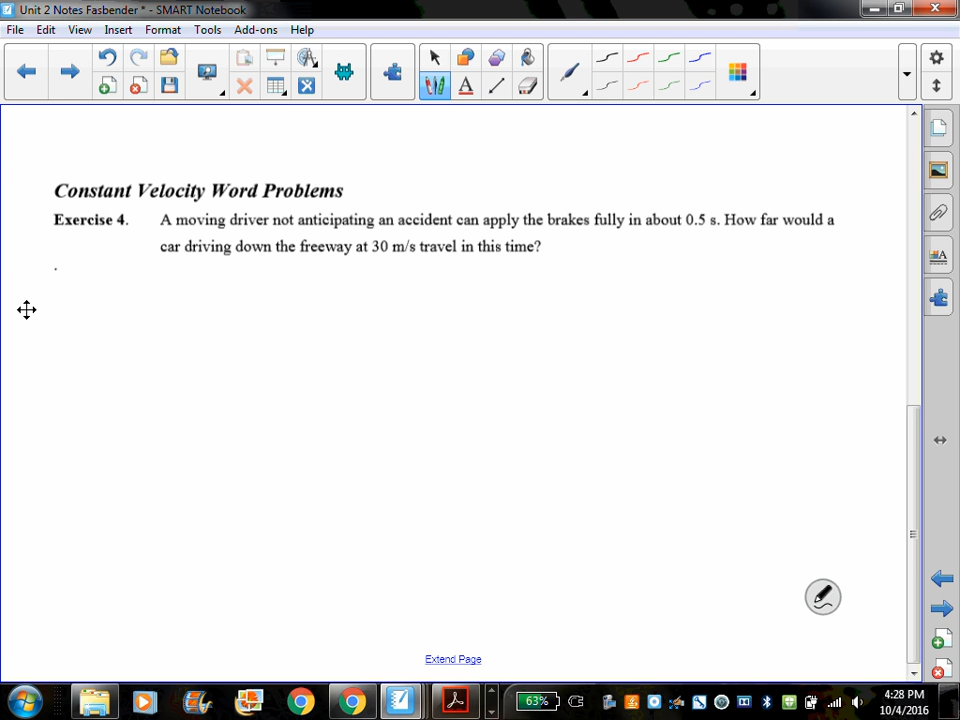 Unit 2 Notes Fasbender * - SMART Notebook
File Edit View Insert Format Tools Add-ons Help
Constant Velocity Word Problems
Exercise 4. A moving driver not anticipating an accident can apply the brakes fully in about 0.5 s. How far would a
car driving down the freeway at 30 m/s travel in this time?
.
Extend Page
63%
4:28 PM
10/4/2016